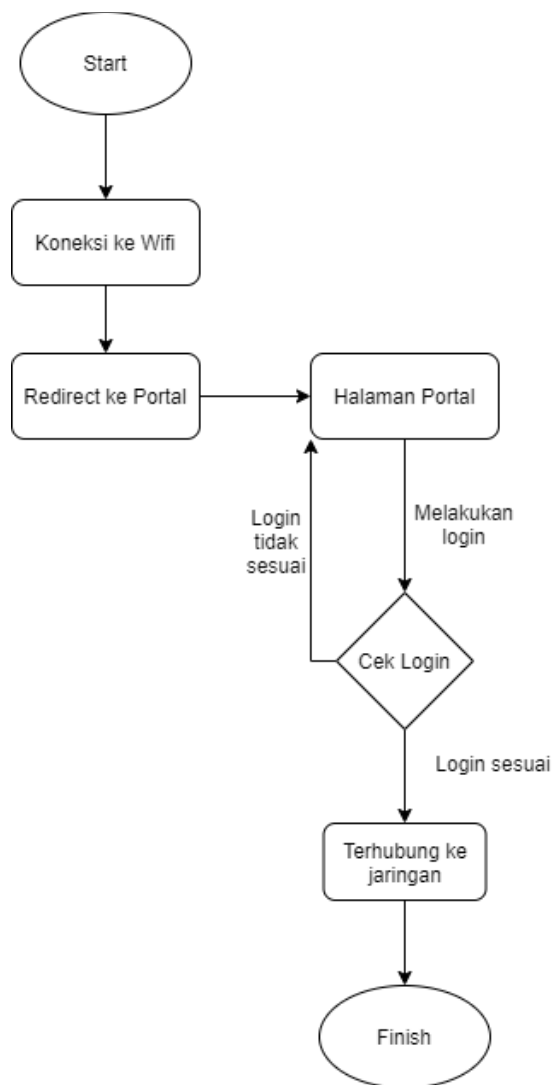 Start
Koneksi ke Wifi
Redirect ke Portal
Halaman Portal
Login
tidak
sesuai
Melakukan
login
Cek Login
Login sesuai
Terhubung ke
jaringan
Finish